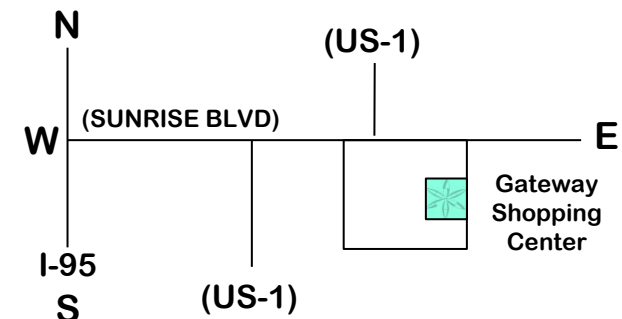 N
(US-1)
(SUNRISE BLVD)
W
E
Gateway
Shopping
Center
I-95
(US-1)
S